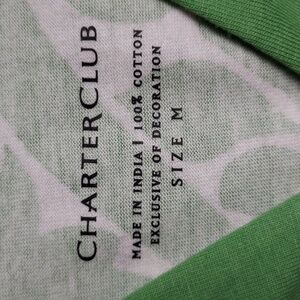 CHARTERCLUB
MADE IN INDIA | 100% COTTON
EXCLUSIVE OF DECORATION
SIZE M